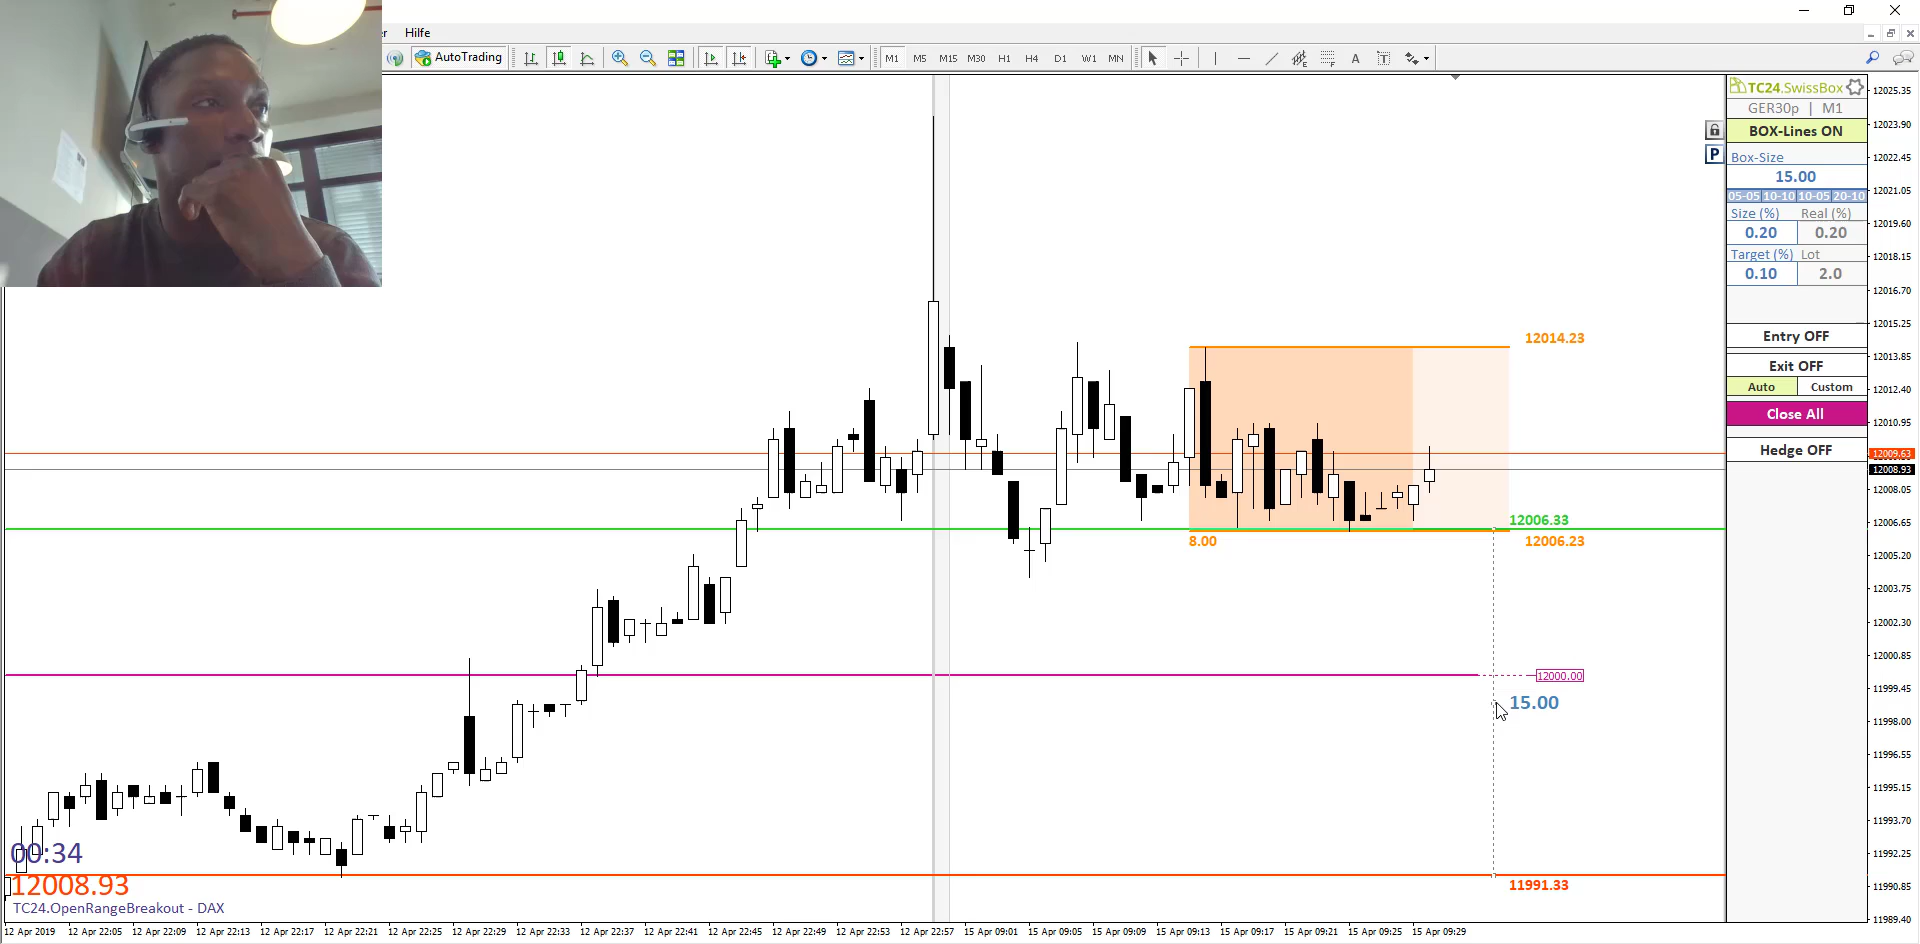 Hilfe
AutoTrading
M1 M5 M15 M30 H1 H4 D1 W1 MN
A T
TC24.SwissBox
GER30p | M1
BOX-Lines ON
Box-Size
15.00
05-05 10-10 10-05 20-10
Size (%) Real (%)
0.20 0.20
Target (%) Lot
0.10 2.0
Entry OFF
Exit OFF
Auto Custom
Close All
Hedge OFF
P
12025.35
12023.90
12022.45
12021.05
12019.60
12018.15
12016.70
12015.25
12013.85
12012.40
12010.95
12009.63
12008.93
12008.05
12006.65
12005.20
12003.75
12002.30
12000.85
11999.45
11998.00
11996.55
11995.15
11993.70
11992.25
11990.85
11989.40
12014.23
12006.33
8.00 12006.23
12000.00
15.00
11991.33
00:34
12008.93
TC24.OpenRangeBreakout - DAX
12 Apr 2019 12 Apr 22:05 12 Apr 22:09 12 Apr 22:13 12 Apr 22:17 12 Apr 22:21 12 Apr 22:25 12 Apr 22:29 12 Apr 22:33 12 Apr 22:37 12 Apr 22:41 12 Apr 22:45 12 Apr 22:49 12 Apr 22:53 12 Apr 22:57 15 Apr 09:01 15 Apr 09:05 15 Apr 09:09 15 Apr 09:13 15 Apr 09:17 15 Apr 09:21 15 Apr 09:25 15 Apr 09:29